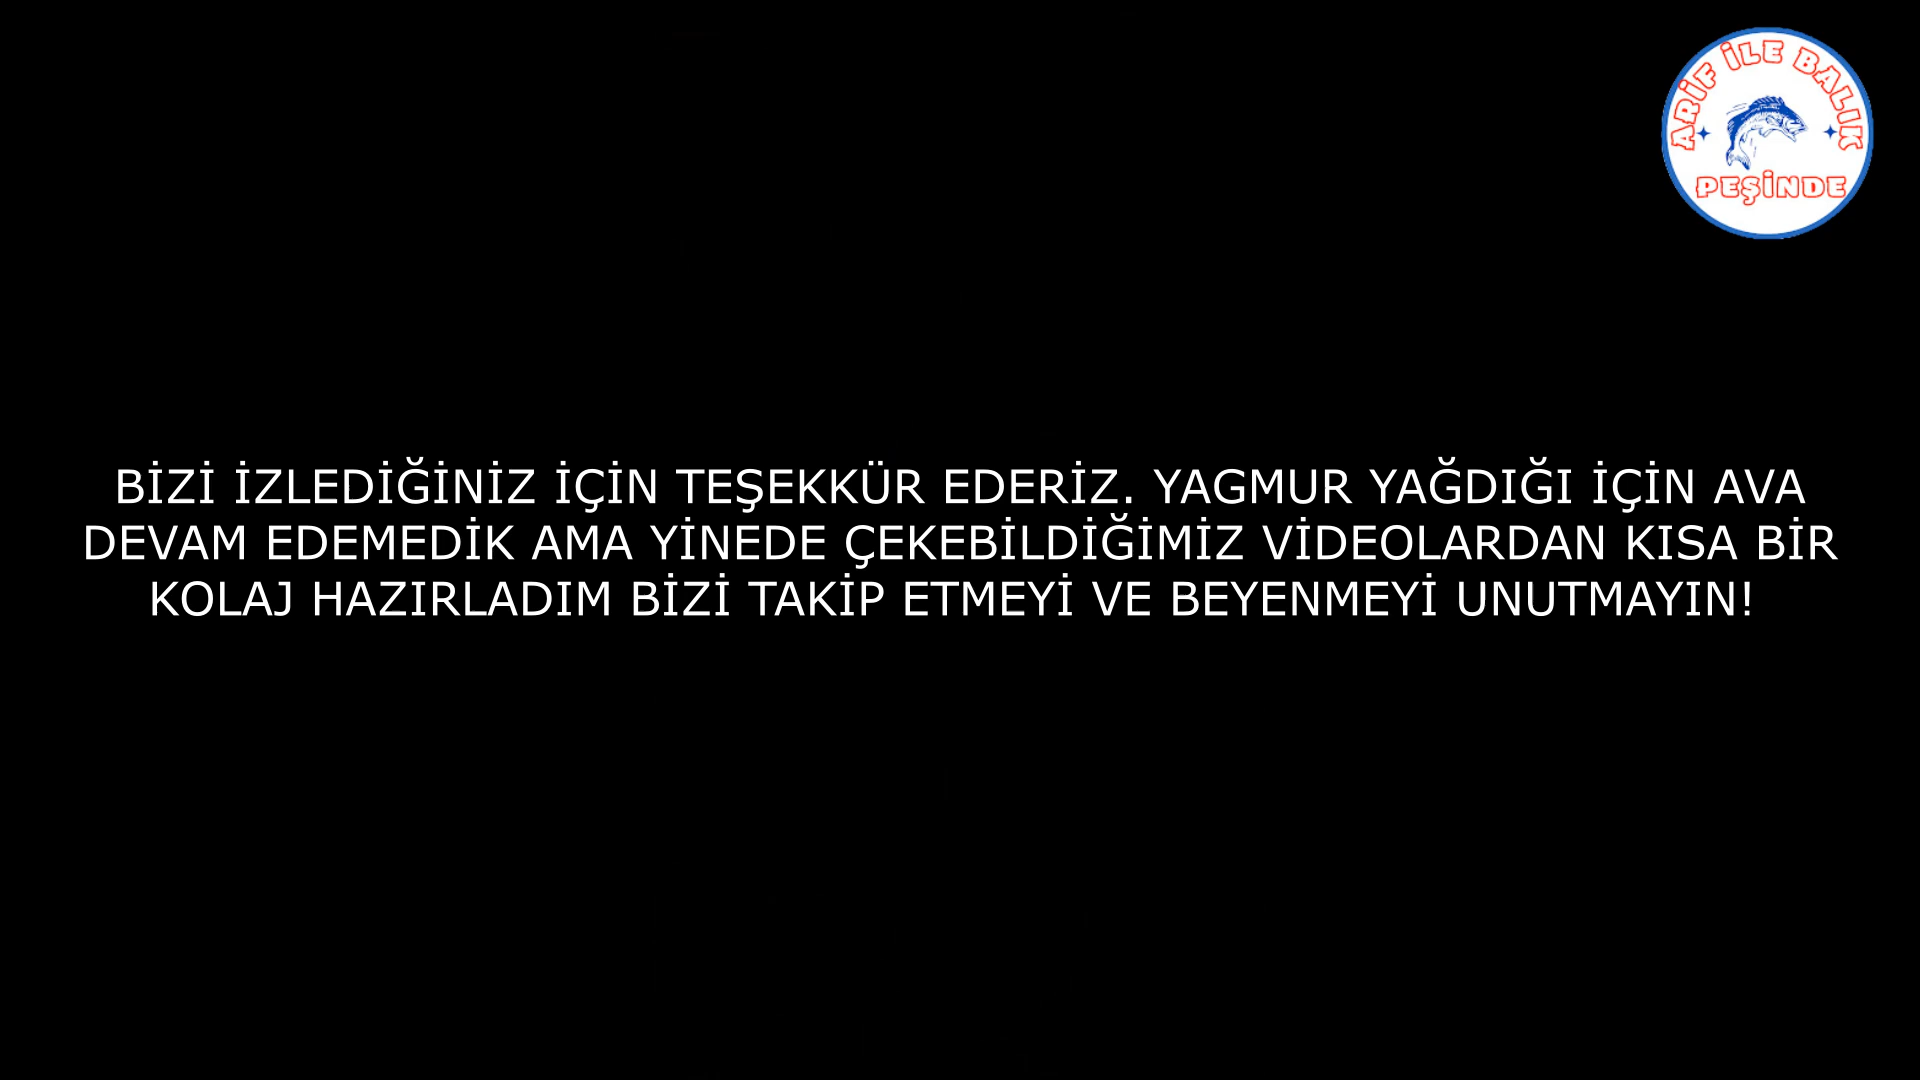 ARİF İLE BALIK
PEŞİNDE
BİZİ İZLEDİĞİNİZ İÇİN TEŞEKKÜR EDERİZ. YAGMUR YAĞDIĞI İÇİN AVA
DEVAM EDEMEDİK AMA YİNEDE ÇEKEBİLDİĞİMİZ VİDEOLARDAN KISA BİR
KOLAJ HAZIRLADIM BİZİ TAKİP ETMEYİ VE BEYENMEYİ UNUTMAYIN!